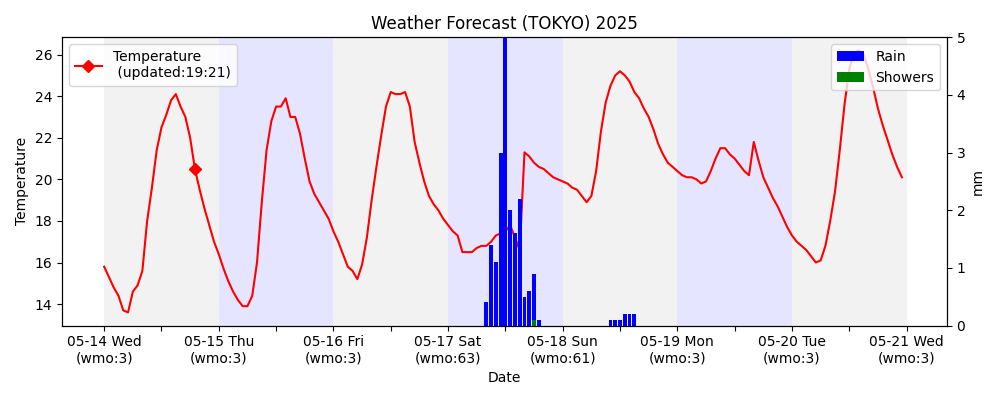 Weather Forecast (TOKYO) 2025
Temperature
(updated:19:21)
Rain
Showers
Temperature
26
24
22
20
18
16
14
5
4
3
2
1
0
mm
05-14 Wed
(wmo:3)
05-15 Thu
(wmo:3)
05-16 Fri
(wmo:3)
05-17 Sat
(wmo:63)
05-18 Sun
(wmo:61)
05-19 Mon
(wmo:3)
05-20 Tue
(wmo:3)
05-21 Wed
(wmo:3)
Date